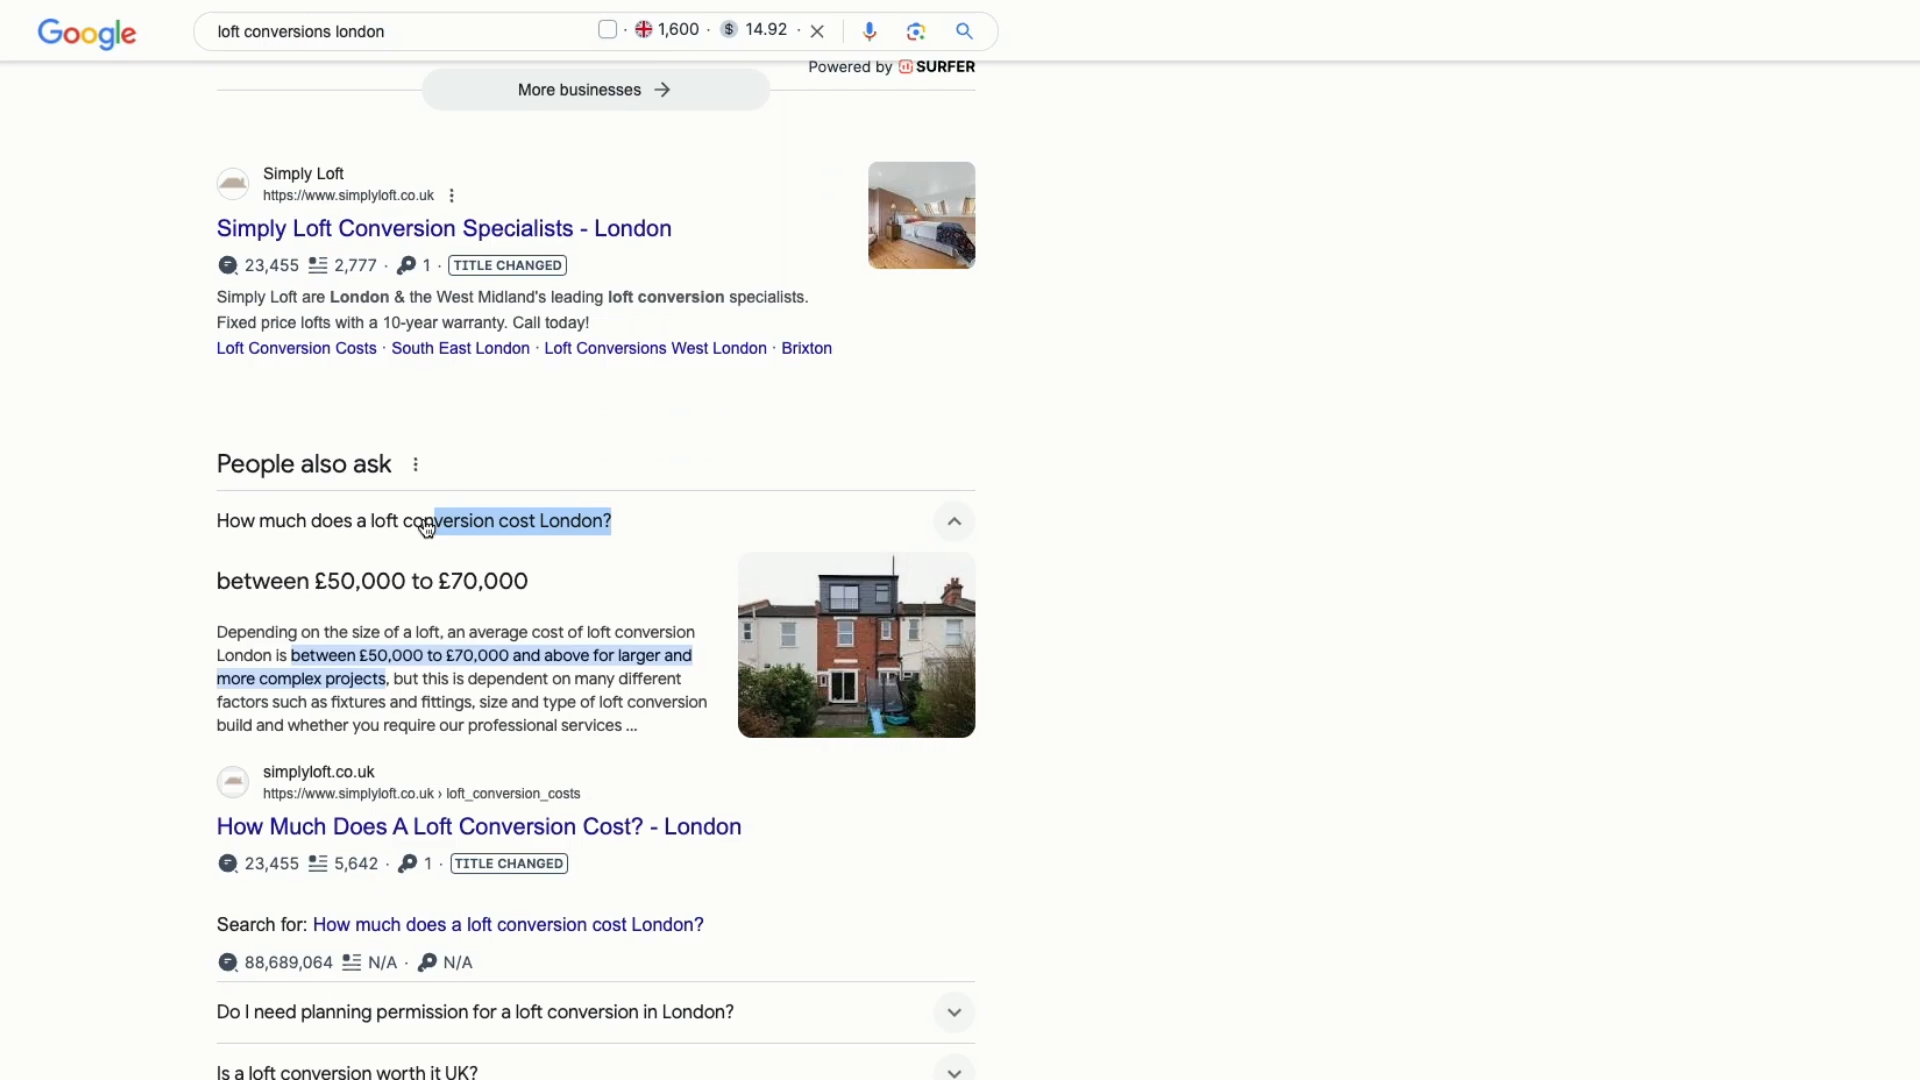 Google
loft conversions london
· 1,600 · $ 14.92 ·
Powered by SURFER
More businesses →
Simply Loft
https://www.simplyloft.co.uk
Simply Loft Conversion Specialists - London
23,455 2,777 · 1 · TITLE CHANGED
Simply Loft are London & the West Midland's leading loft conversion specialists.
Fixed price lofts with a 10-year warranty. Call today!
Loft Conversion Costs · South East London · Loft Conversions West London · Brixton
People also ask
How much does a loft conversion cost London?
between £50,000 to £70,000
Depending on the size of a loft, an average cost of loft conversion
London is between £50,000 to £70,000 and above for larger and
more complex projects, but this is dependent on many different
factors such as fixtures and fittings, size and type of loft conversion
build and whether you require our professional services ...
simplyloft.co.uk
https://www.simplyloft.co.uk › loft_conversion_costs
How Much Does A Loft Conversion Cost? - London
23,455 5,642 · 1 · TITLE CHANGED
Search for: How much does a loft conversion cost London?
88,689,064 N/A · N/A
Do I need planning permission for a loft conversion in London?
Is a loft conversion worth it UK?